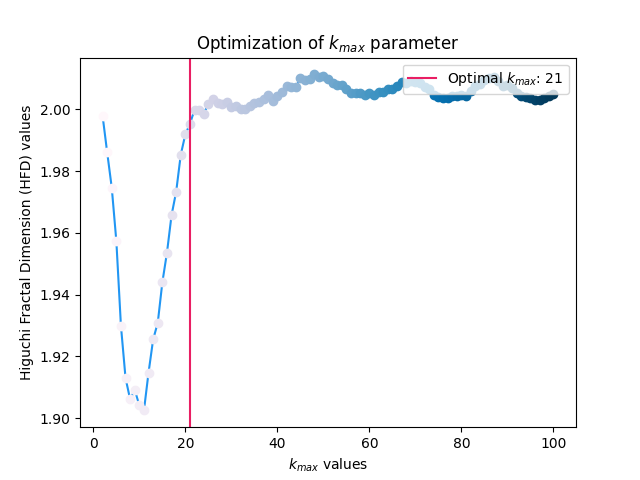 Optimization of k_max parameter
Optimal k_max: 21
Higuchi Fractal Dimension (HFD) values
2.00
1.98
1.96
1.94
1.92
1.90
0 20 40 60 80 100
k_max values